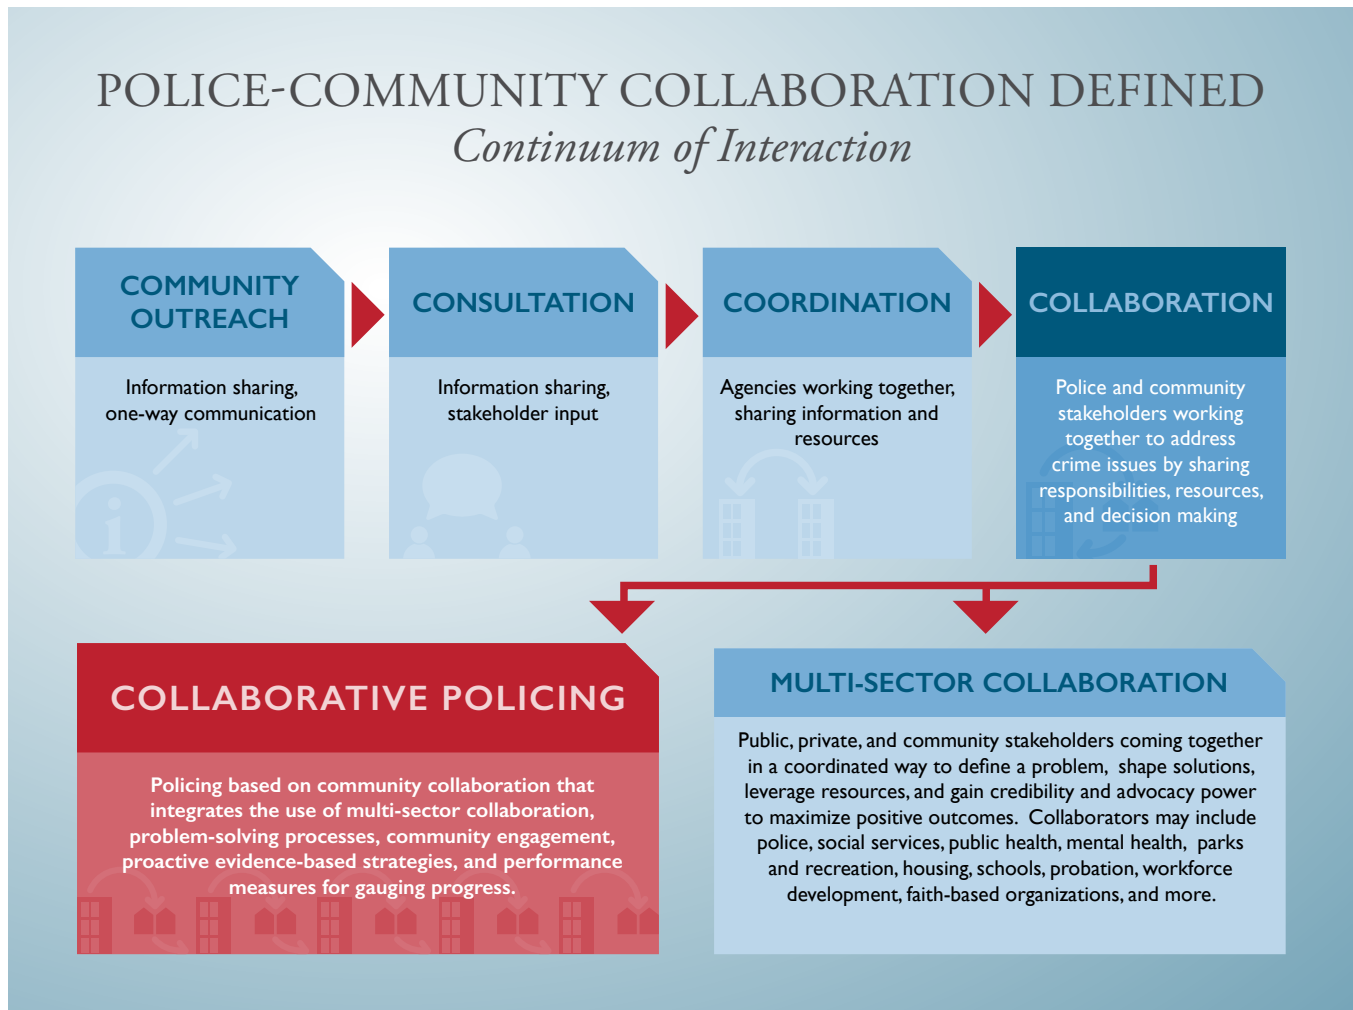 POLICE-COMMUNITY COLLABORATION DEFINED
Continuum of Interaction
COMMUNITY
OUTREACH
Information sharing,
one-way communication
CONSULTATION
Information sharing,
stakeholder input
COORDINATION
Agencies working together,
sharing information and
resources
COLLABORATION
Police and community
stakeholders working
together to address
crime issues by sharing
responsibilities, resources,
and decision making
COLLABORATIVE POLICING
Policing based on community collaboration that
integrates the use of multi-sector collaboration,
problem-solving processes, community engagement,
proactive evidence-based strategies, and performance
measures for gauging progress.
MULTI-SECTOR COLLABORATION
Public, private, and community stakeholders coming together
in a coordinated way to define a problem, shape solutions,
leverage resources, and gain credibility and advocacy power
to maximize positive outcomes. Collaborators may include
police, social services, public health, mental health, parks
and recreation, housing, schools, probation, workforce
development, faith-based organizations, and more.